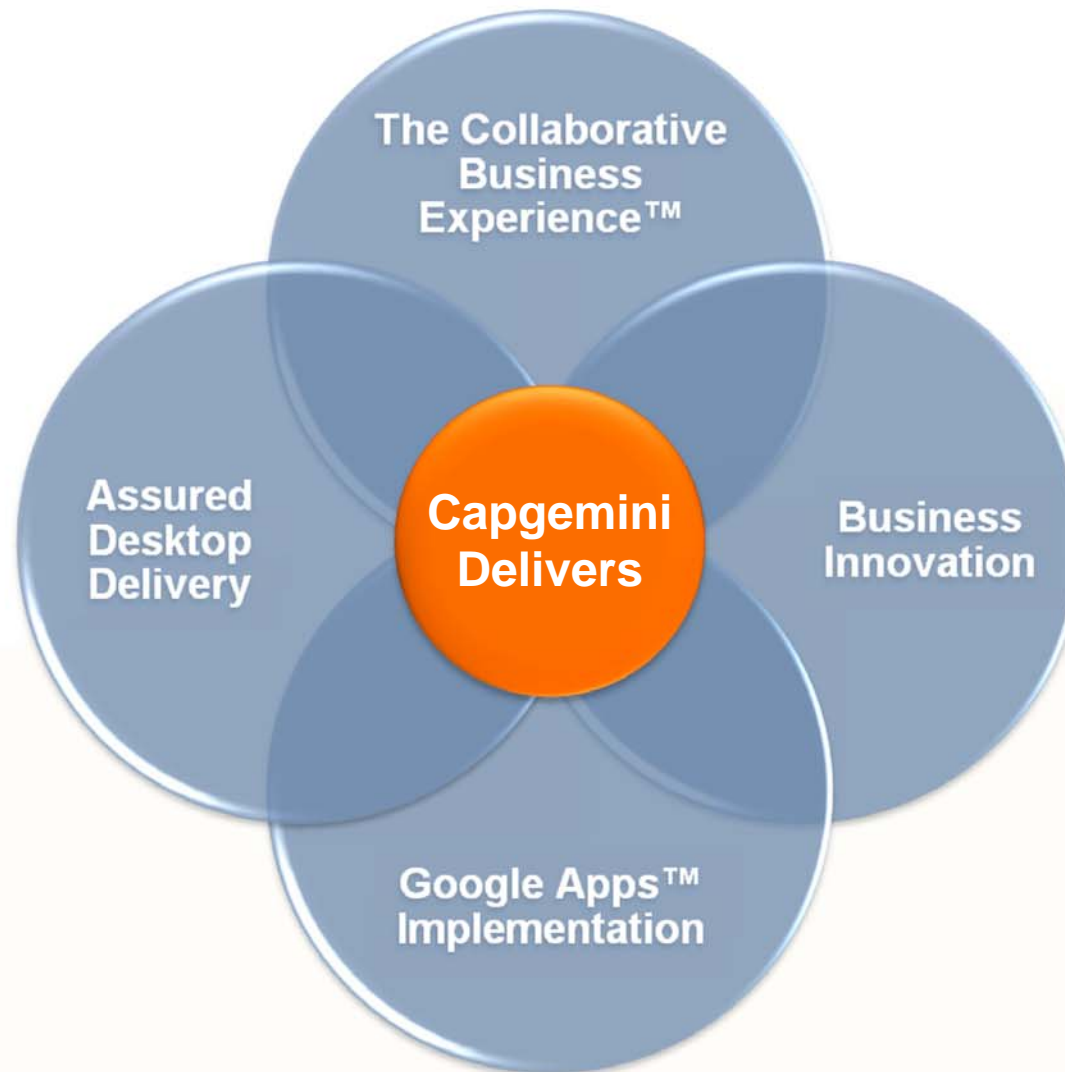 The Collaborative
Business
Experience™
Assured
Desktop
Delivery
Capgemini
Delivers
Business
Innovation
Google Apps™
Implementation